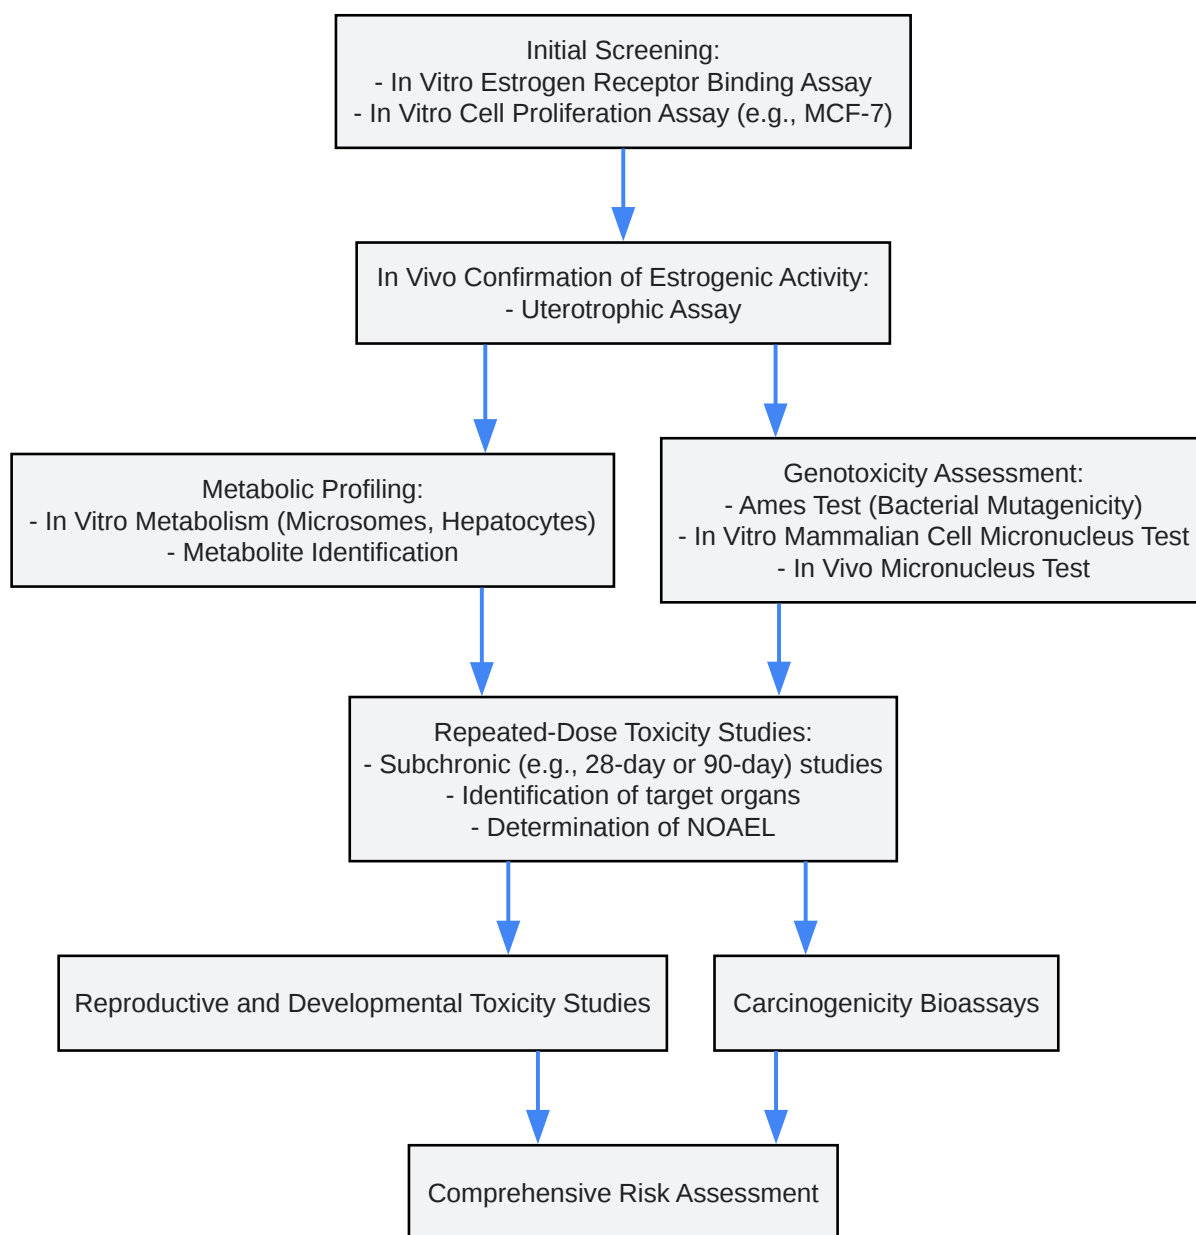 Initial Screening:
- In Vitro Estrogen Receptor Binding Assay
- In Vitro Cell Proliferation Assay (e.g., MCF-7)
In Vivo Confirmation of Estrogenic Activity:
- Uterotrophic Assay
Metabolic Profiling:
- In Vitro Metabolism (Microsomes, Hepatocytes)
- Metabolite Identification
Genotoxicity Assessment:
- Ames Test (Bacterial Mutagenicity)
- In Vitro Mammalian Cell Micronucleus Test
- In Vivo Micronucleus Test
Repeated-Dose Toxicity Studies:
- Subchronic (e.g., 28-day or 90-day) studies
- Identification of target organs
- Determination of NOAEL
Reproductive and Developmental Toxicity Studies
Carcinogenicity Bioassays
Comprehensive Risk Assessment